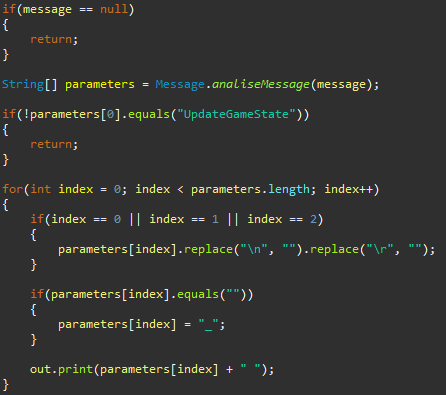 if(message == null)
{
    return;
}

String[] parameters = Message.analiseMessage(message);

if(!parameters[0].equals("UpdateGameState"))
{
    return;
}

for(int index = 0; index < parameters.length; index++)
{
    if(index == 0 || index == 1 || index == 2)
    {
        parameters[index].replace("\n", "").replace("\r", "");
    }

    if(parameters[index].equals(""))
    {
        parameters[index] = "_";
    }

    out.print(parameters[index] + " ");
}